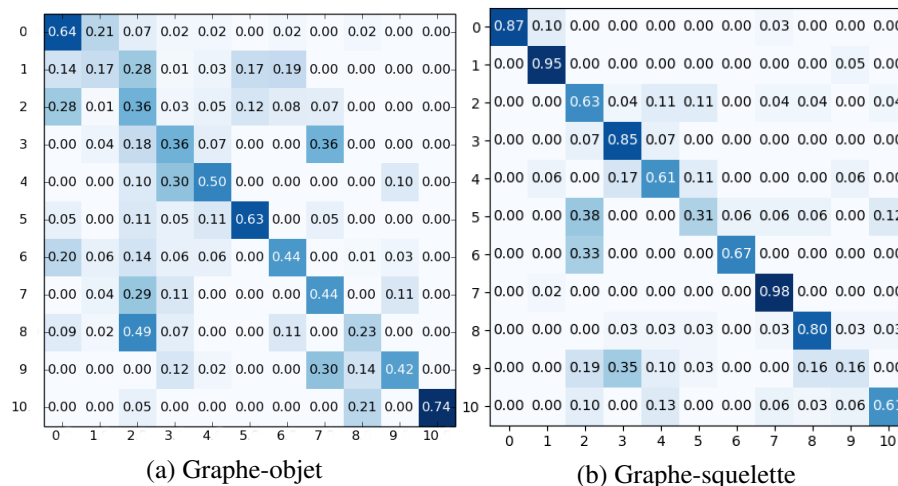 0 0.64 0.21 0.07 0.02 0.02 0.00 0.02 0.00 0.02 0.00 0.00
1 0.14 0.17 0.28 0.01 0.03 0.17 0.19 0.00 0.00 0.00 0.00
2 0.28 0.01 0.36 0.03 0.05 0.12 0.08 0.07 0.00 0.00 0.00
3 0.00 0.04 0.18 0.36 0.07 0.00 0.00 0.36 0.00 0.00 0.00
4 0.00 0.00 0.10 0.30 0.50 0.00 0.00 0.00 0.00 0.10 0.00
5 0.05 0.00 0.11 0.05 0.11 0.63 0.00 0.05 0.00 0.00 0.00
6 0.20 0.06 0.14 0.06 0.06 0.00 0.44 0.00 0.01 0.03 0.00
7 0.00 0.04 0.29 0.11 0.00 0.00 0.00 0.44 0.00 0.11 0.00
8 0.09 0.02 0.49 0.07 0.00 0.00 0.11 0.00 0.23 0.00 0.00
9 0.00 0.00 0.00 0.12 0.02 0.00 0.00 0.30 0.14 0.42 0.00
10 0.00 0.00 0.05 0.00 0.00 0.00 0.00 0.00 0.21 0.00 0.74
0 1 2 3 4 5 6 7 8 9 10
(a) Graphe-objet
0 0.87 0.10 0.00 0.00 0.00 0.00 0.00 0.03 0.00 0.00 0.00
1 0.00 0.95 0.00 0.00 0.00 0.00 0.00 0.00 0.00 0.05 0.00
2 0.00 0.00 0.63 0.04 0.11 0.11 0.00 0.04 0.04 0.00 0.04
3 0.00 0.00 0.07 0.85 0.07 0.00 0.00 0.00 0.00 0.00 0.00
4 0.00 0.06 0.00 0.17 0.61 0.11 0.00 0.00 0.00 0.06 0.00
5 0.00 0.00 0.38 0.00 0.00 0.31 0.06 0.06 0.06 0.00 0.12
6 0.00 0.00 0.33 0.00 0.00 0.00 0.67 0.00 0.00 0.00 0.00
7 0.00 0.02 0.00 0.00 0.00 0.00 0.00 0.98 0.00 0.00 0.00
8 0.00 0.00 0.00 0.03 0.03 0.03 0.00 0.03 0.80 0.03 0.03
9 0.00 0.00 0.19 0.35 0.10 0.03 0.00 0.00 0.16 0.16 0.00
10 0.00 0.00 0.10 0.00 0.13 0.00 0.00 0.06 0.03 0.06 0.61
0 1 2 3 4 5 6 7 8 9 10
(b) Graphe-squelette